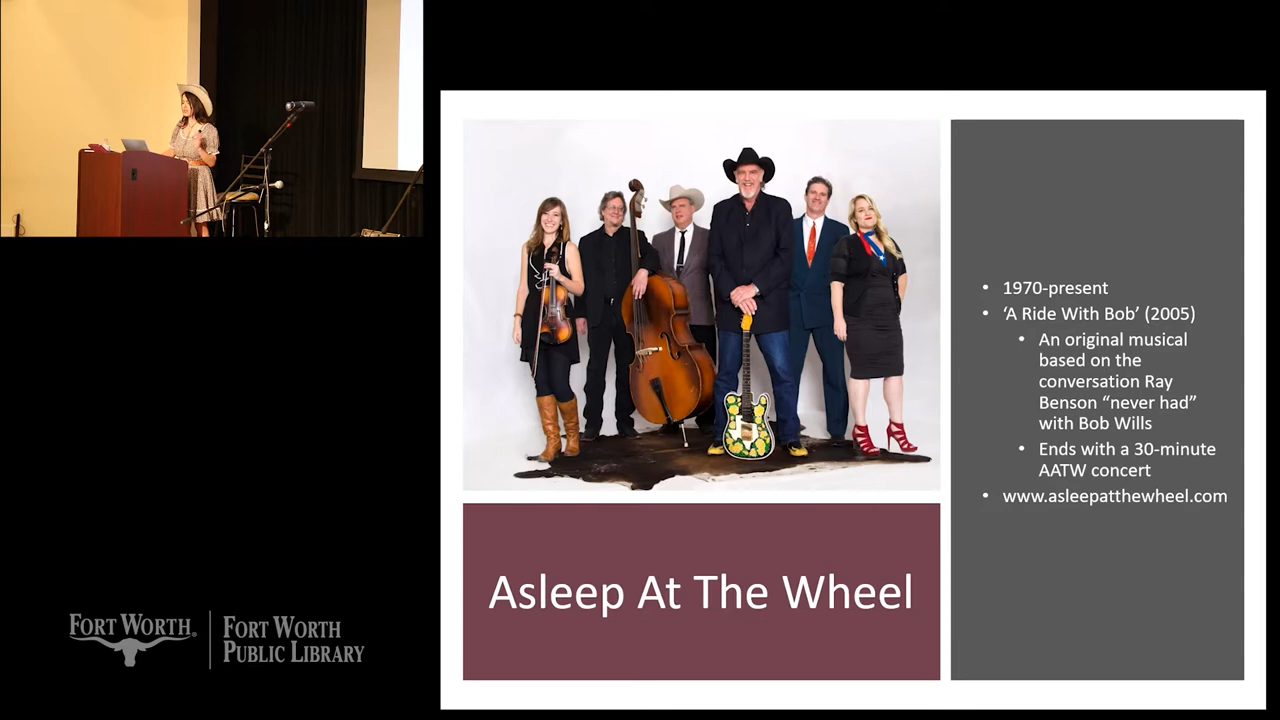 1970-present
‘A Ride With Bob’ (2005)
An original musical
based on the
conversation Ray
Benson “never had”
with Bob Wills
Ends with a 30-minute
AATW concert
www.asleepatthewheel.com
Asleep At The Wheel
FORT WORTH®
FORT WORTH
PUBLIC LIBRARY